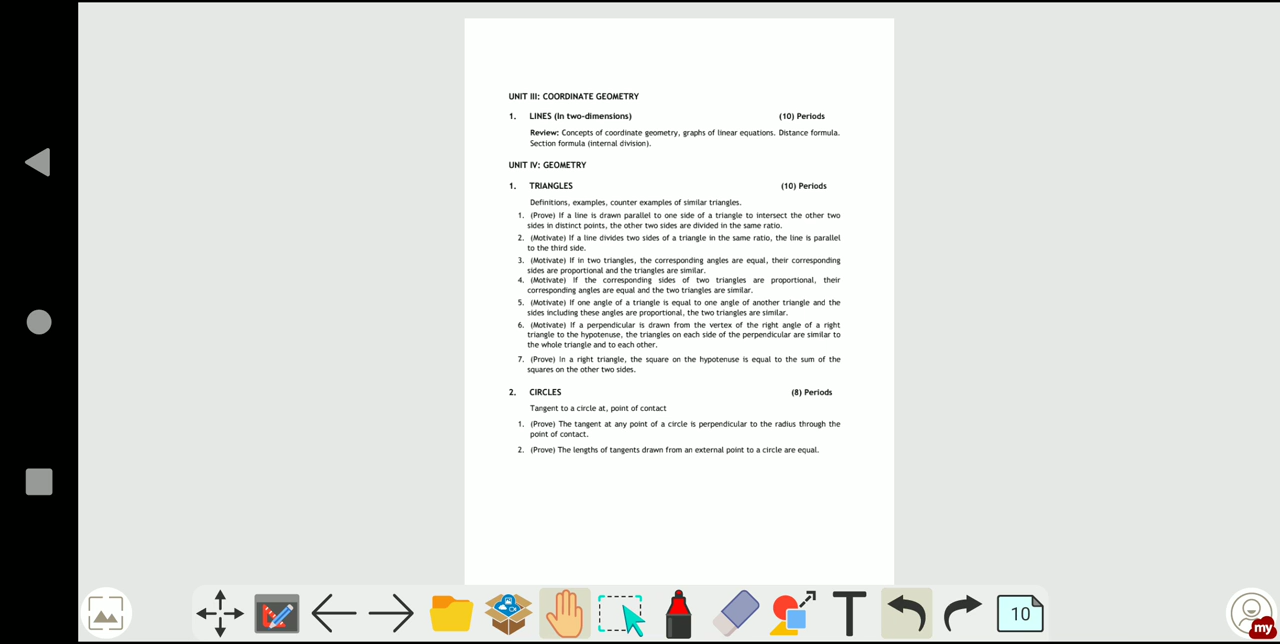 UNIT III: COORDINATE GEOMETRY
1. LINES (In two-dimensions) (10) Periods
Review: Concepts of coordinate geometry, graphs of linear equations. Distance formula.
Section formula (internal division).
UNIT IV: GEOMETRY
1. TRIANGLES (10) Periods
Definitions, examples, counter examples of similar triangles.
1. (Prove) If a line is drawn parallel to one side of a triangle to intersect the other two
sides in distinct points, the other two sides are divided in the same ratio.
2. (Motivate) If a line divides two sides of a triangle in the same ratio, the line is parallel
to the third side.
3. (Motivate) If in two triangles, the corresponding angles are equal, their corresponding
sides are proportional and the triangles are similar.
4. (Motivate) If the corresponding sides of two triangles are proportional, their
corresponding angles are equal and the two triangles are similar.
5. (Motivate) If one angle of a triangle is equal to one angle of another triangle and the
sides including these angles are proportional, the two triangles are similar.
6. (Motivate) If a perpendicular is drawn from the vertex of the right angle of a right
triangle to the hypotenuse, the triangles on each side of the perpendicular are similar to
the whole triangle and to each other.
7. (Prove) In a right triangle, the square on the hypotenuse is equal to the sum of the
squares on the other two sides.
2. CIRCLES (8) Periods
Tangent to a circle at, point of contact
1. (Prove) The tangent at any point of a circle is perpendicular to the radius through the
point of contact.
2. (Prove) The lengths of tangents drawn from an external point to a circle are equal.
T
10
my